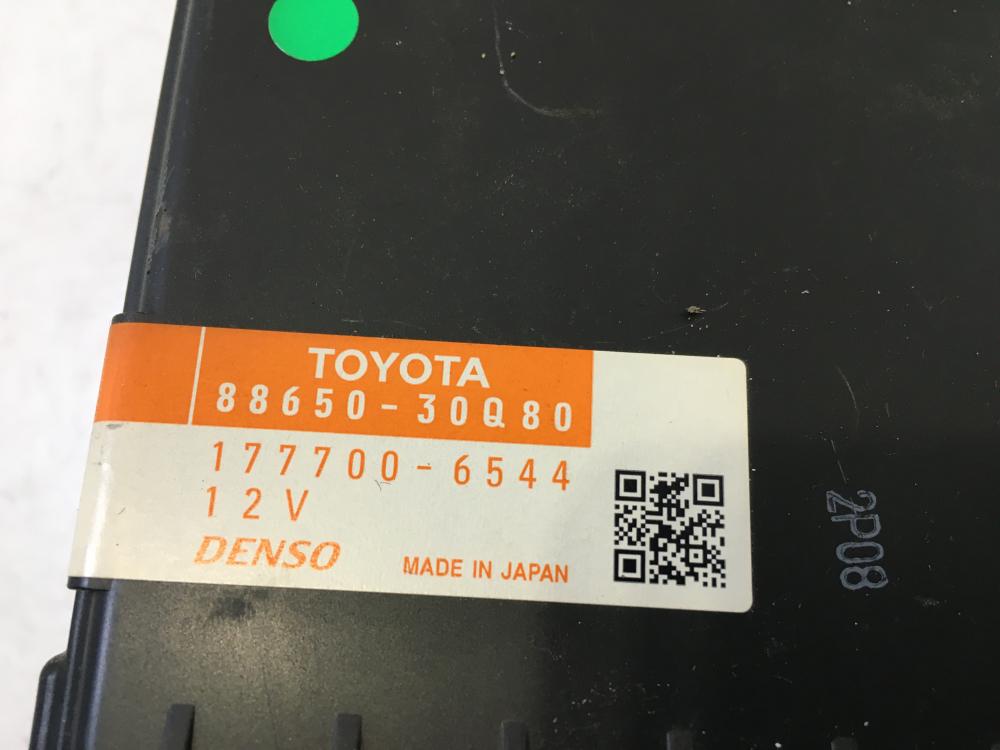 TOYOTA
88650-30Q80
177700-6544
12V
DENSO
MADE IN JAPAN
2P08